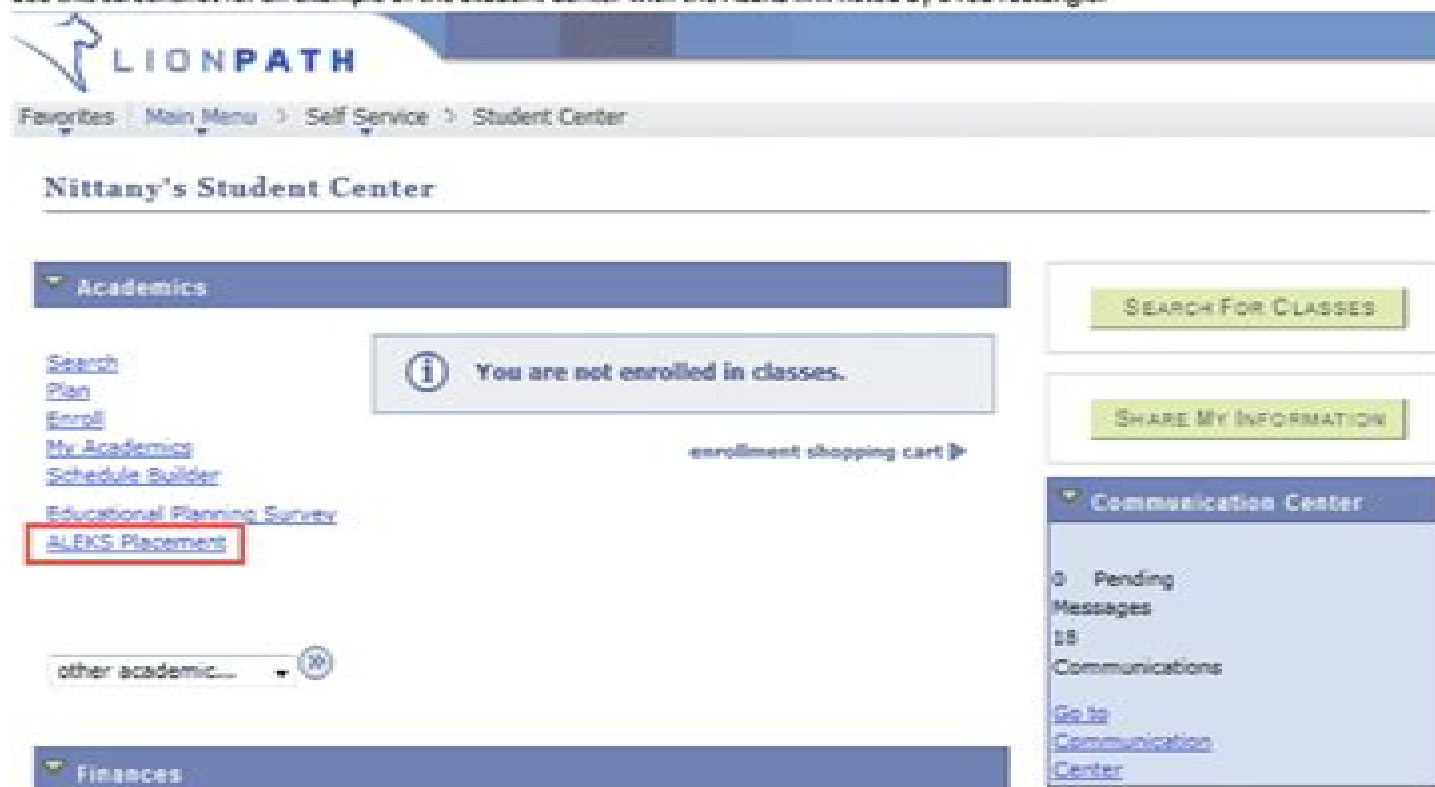 LIONPATH
Favorites Main Menu > Self Service > Student Center
Nittany's Student Center
Academics
Search
Plan
Enroll
My Academics
Schedule Builder
Educational Planning Survey
ALEKS Placement
You are not enrolled in classes.
enrollment shopping cart
other academic...
Finances
SEARCH FOR CLASSES
SHARE MY INFORMATION
Communication Center
0 Pending
Messages
18
Communications
Go to
Communication
Center